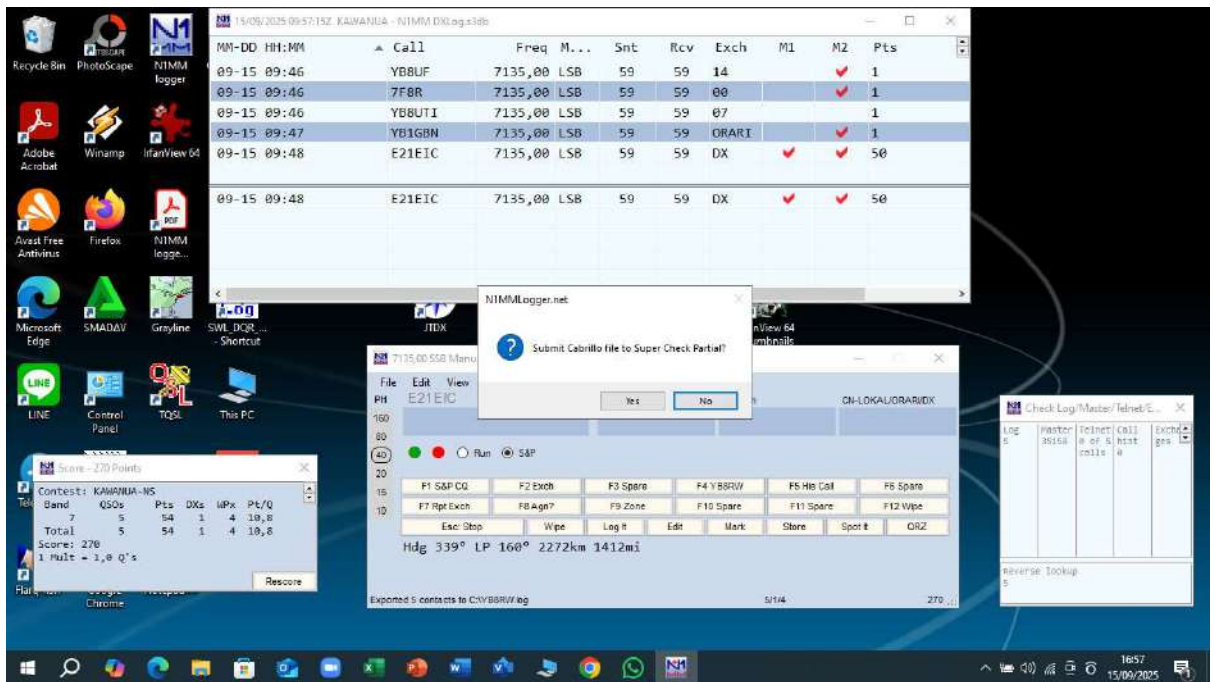 15/09/2025 09:57:15Z KAWANUA - N1MM DXLog.s3db
MM-DD HH:MM Call Freq M... Snt Rcv Exch M1 M2 Pts
09-15 09:46 YB8UF 7135,00 LSB 59 59 14 1
09-15 09:46 7F8R 7135,00 LSB 59 59 00 1
09-15 09:46 YB8UTI 7135,00 LSB 59 59 07 1
09-15 09:47 YB1GBN 7135,00 LSB 59 59 ORARI 1
09-15 09:48 E21EIC 7135,00 LSB 59 59 DX 50
09-15 09:48 E21EIC 7135,00 LSB 59 59 DX 50
Recycle Bin
PhotoScape
N1MM logger
Adobe Acrobat
Winamp
IrfanView 64
Avast Free Antivirus
Firefox
N1MM logge...
Microsoft Edge
SMADAV
Grayline
SWL_DQR_... - Shortcut
JTDX
LINE
Control Panel
TQSL
This PC
Chrome
N1MMLogger.net
Submit Cabrillo file to Super Check Partial?
Yes No
7135,00 SSB Manu
File Edit View
PH E21EIC CN-LOKAL/ORARI/DX
160
80
40
20
15
10
Run S&P
F1 S&P CQ F2 Exch F3 Spare F4 YB8RW F5 His Call F6 Spare
F7 Rpt Exch F8 Agn? F9 Zone F10 Spare F11 Spare F12 Wipe
Esc: Stop Wipe Log It Edit Mark Store Spot It QRZ
Hdg 339° LP 160° 2272km 1412mi
Exported 5 contacts to C:\YB8RW.log 5/1/4 270
Score - 270 Points
Contest: KAWANUA-NS
Band QSOs Pts DXs WPx Pt/Q
7 5 54 1 4 10,8
Total 5 54 1 4 10,8
Score: 270
1 Mult = 1,0 Q's
Rescore
Check Log/Master/Telnet/E...
Log Master Telnet Call Excha
5 0 of 5 hist ges
calls 0
Reverse lookup
5
16:57
15/09/2025